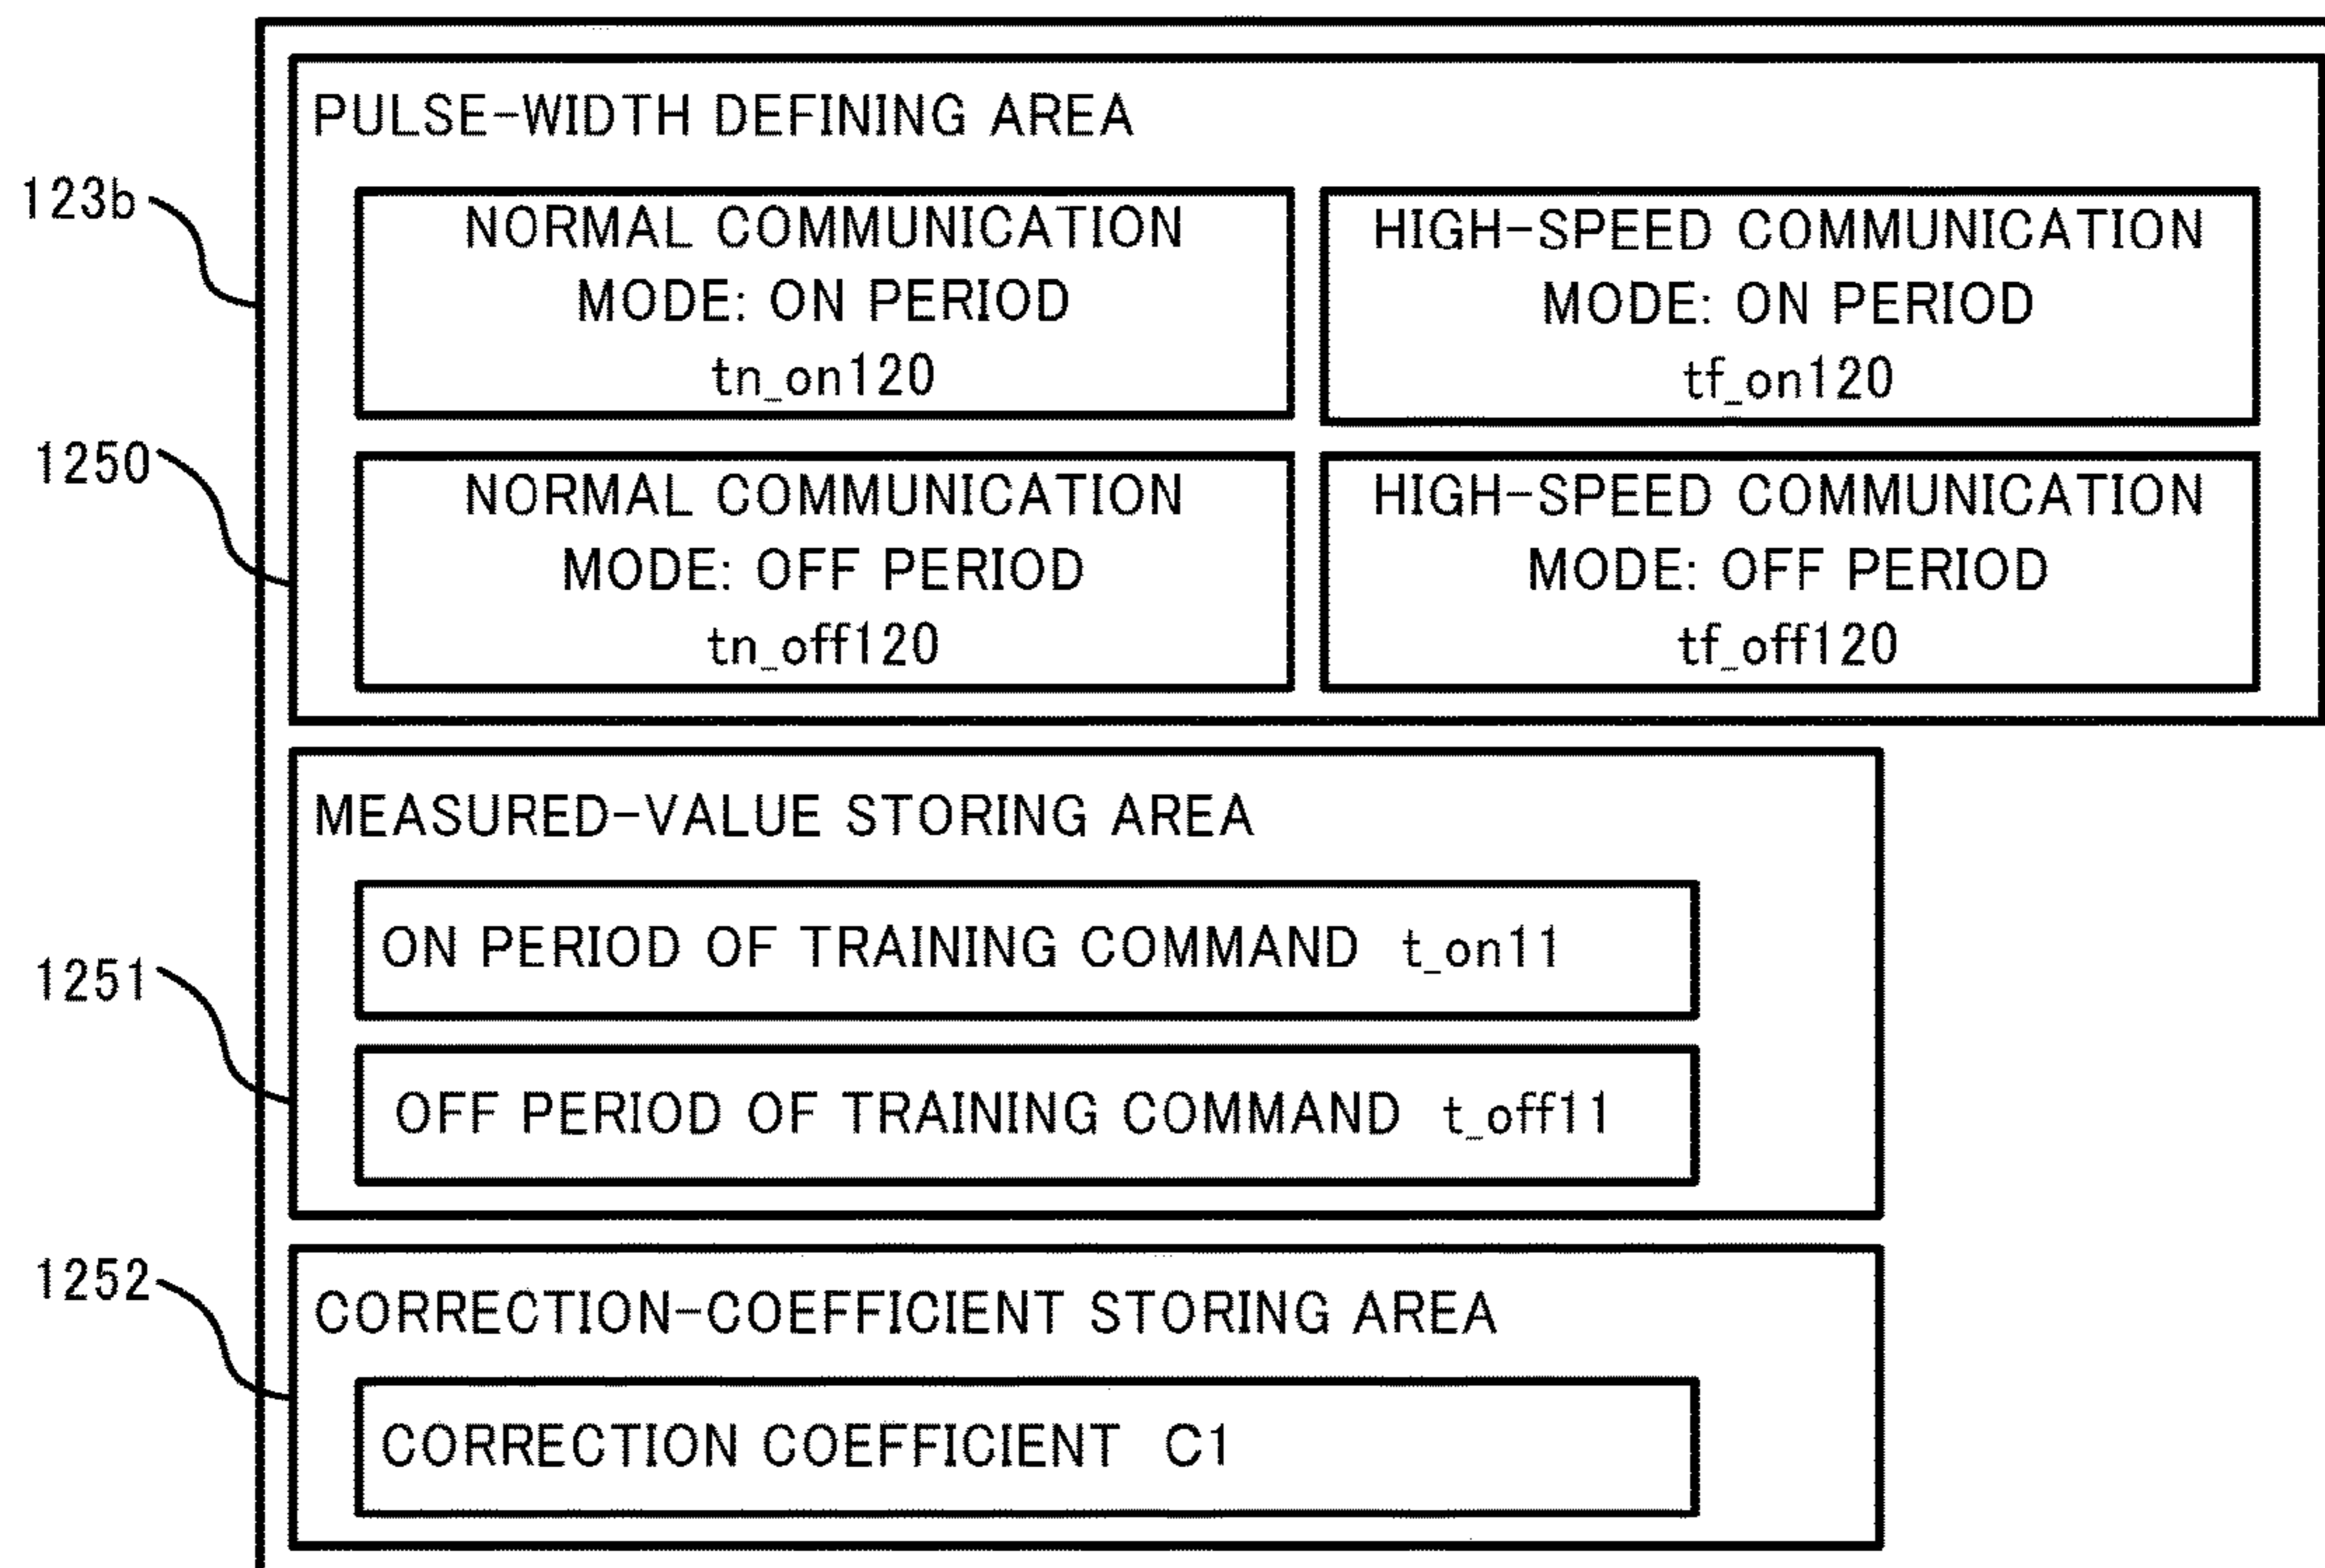 PULSE-WIDTH DEFINING AREA
123b
NORMAL COMMUNICATION
MODE: ON PERIOD
tn_on120
HIGH-SPEED COMMUNICATION
MODE: ON PERIOD
tf_on120
1250
NORMAL COMMUNICATION
MODE: OFF PERIOD
tn_off120
HIGH-SPEED COMMUNICATION
MODE: OFF PERIOD
tf_off120
MEASURED-VALUE STORING AREA
ON PERIOD OF TRAINING COMMAND t_on11
1251
OFF PERIOD OF TRAINING COMMAND t_off11
1252
CORRECTION-COEFFICIENT STORING AREA
CORRECTION COEFFICIENT C1